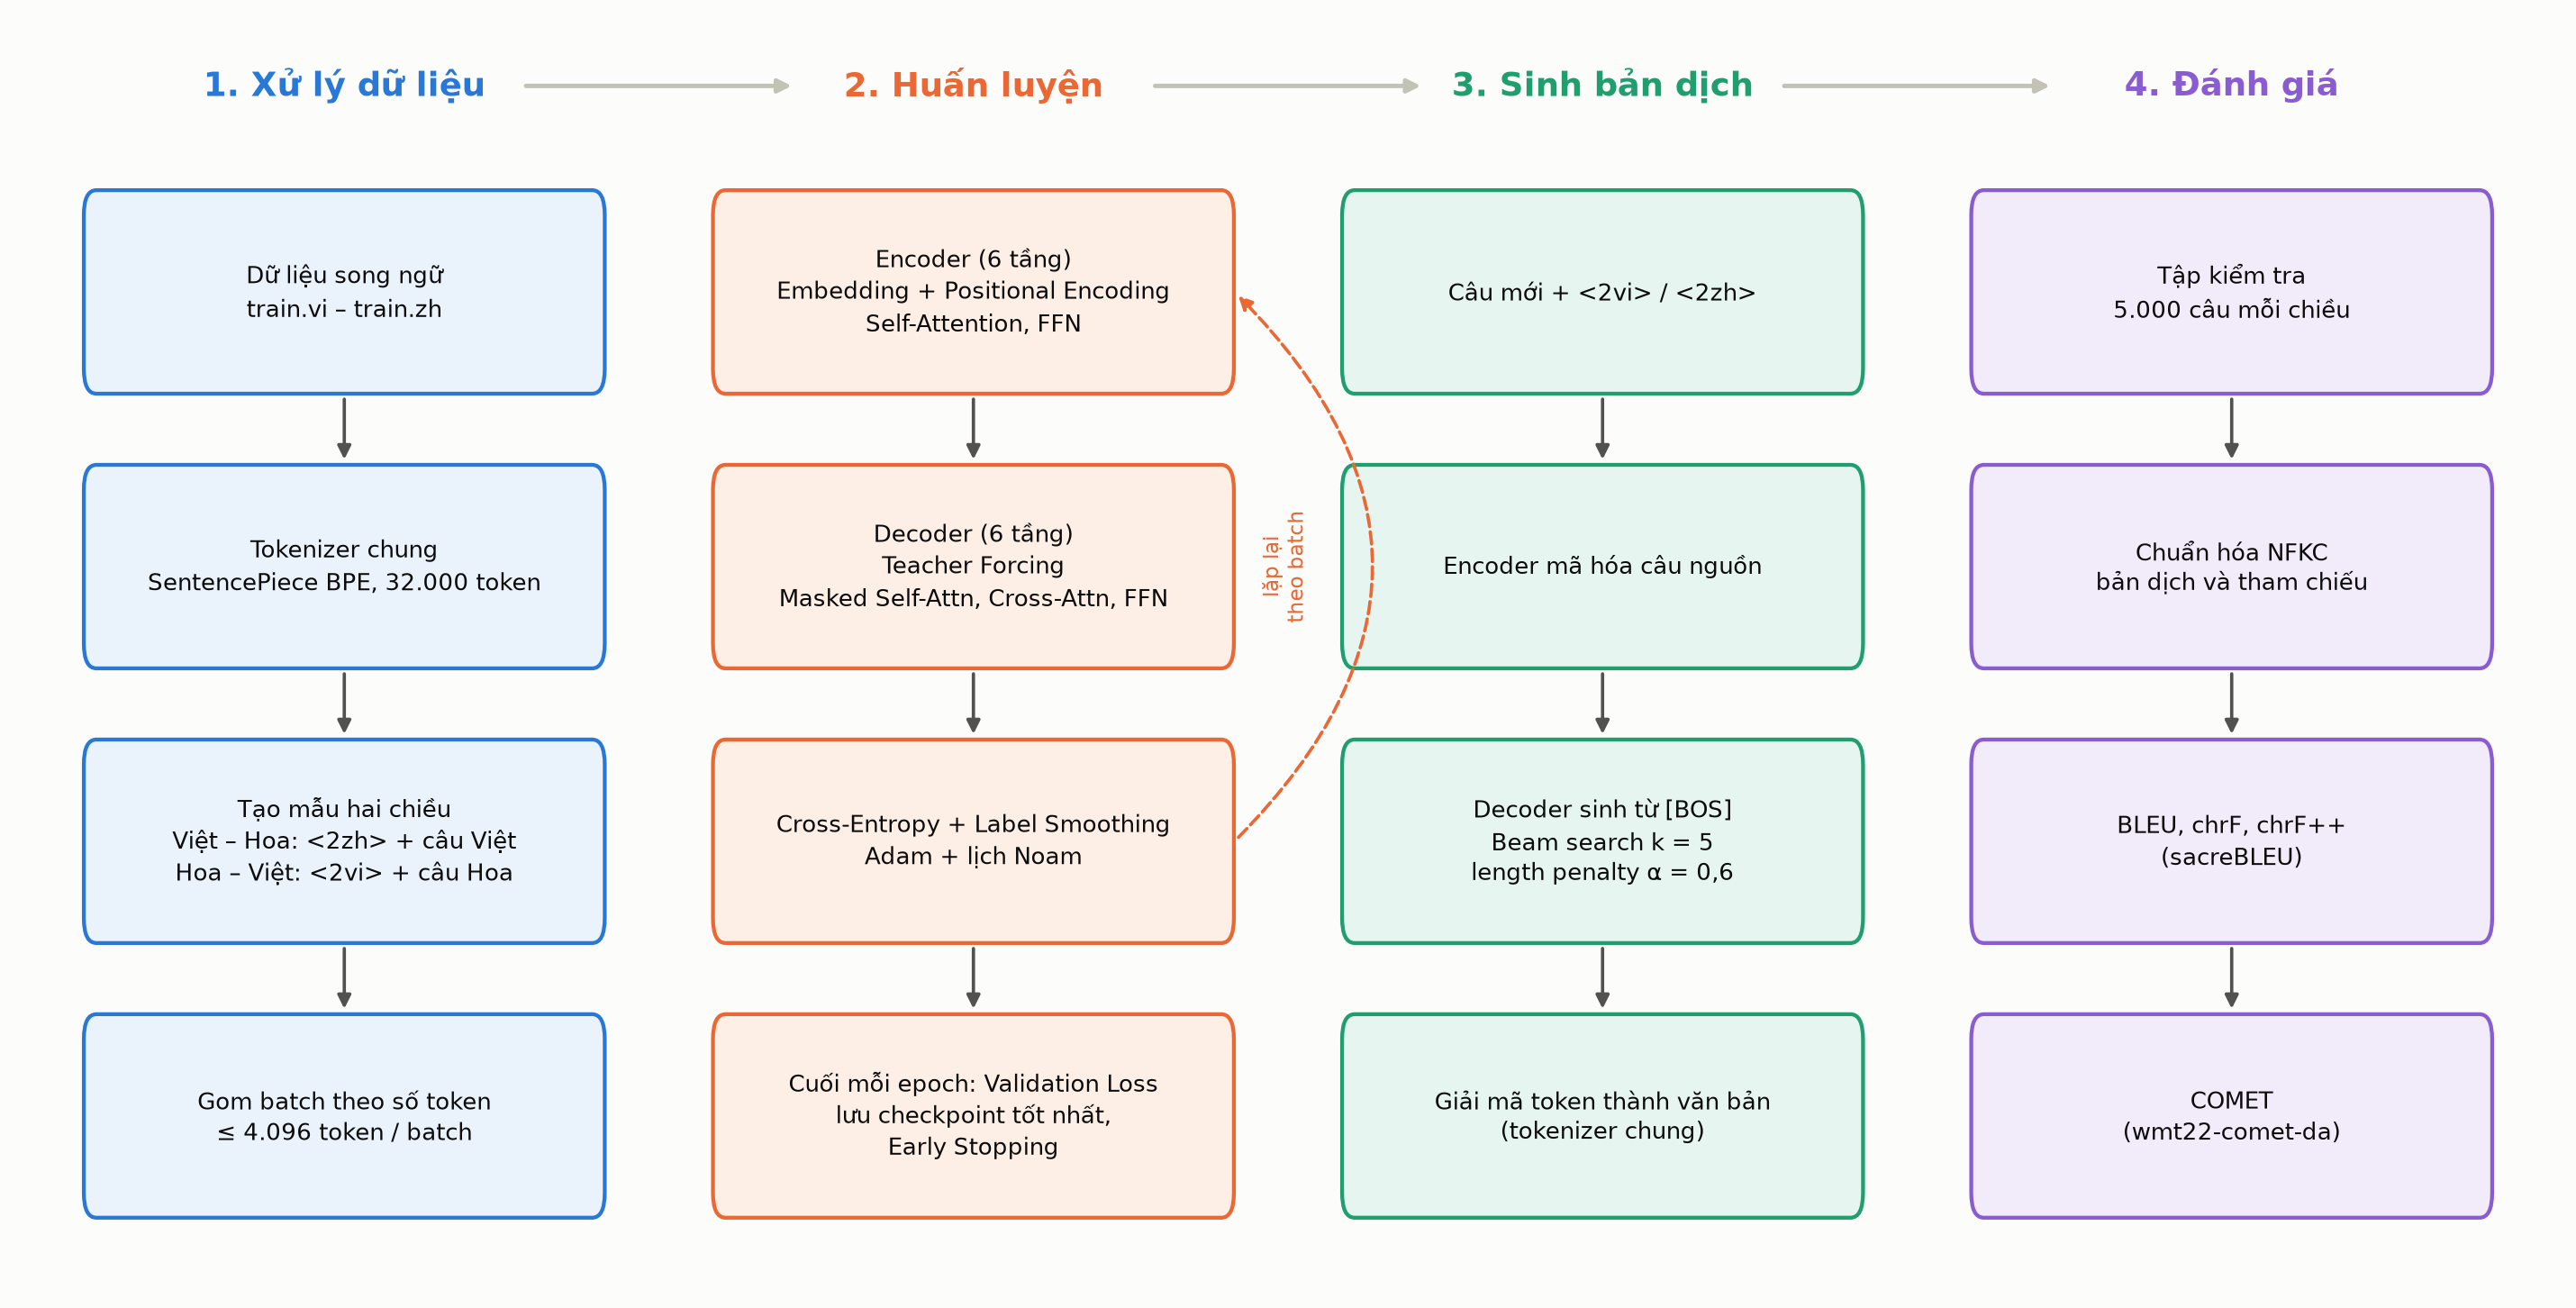 1. Xử lý dữ liệu
2. Huấn luyện
3. Sinh bản dịch
4. Đánh giá
Dữ liệu song ngữ
train.vi – train.zh
Tokenizer chung
SentencePiece BPE, 32.000 token
Tạo mẫu hai chiều
Việt – Hoa: <2zh> + câu Việt
Hoa – Việt: <2vi> + câu Hoa
Gom batch theo số token
≤ 4.096 token / batch
Encoder (6 tầng)
Embedding + Positional Encoding
Self-Attention, FFN
Decoder (6 tầng)
Teacher Forcing
Masked Self-Attn, Cross-Attn, FFN
Cross-Entropy + Label Smoothing
Adam + lịch Noam
Cuối mỗi epoch: Validation Loss
lưu checkpoint tốt nhất,
Early Stopping
lặp lại
theo batch
Câu mới + <2vi> / <2zh>
Encoder mã hóa câu nguồn
Decoder sinh từ [BOS]
Beam search k = 5
length penalty α = 0,6
Giải mã token thành văn bản
(tokenizer chung)
Tập kiểm tra
5.000 câu mỗi chiều
Chuẩn hóa NFKC
bản dịch và tham chiếu
BLEU, chrF, chrF++
(sacreBLEU)
COMET
(wmt22-comet-da)